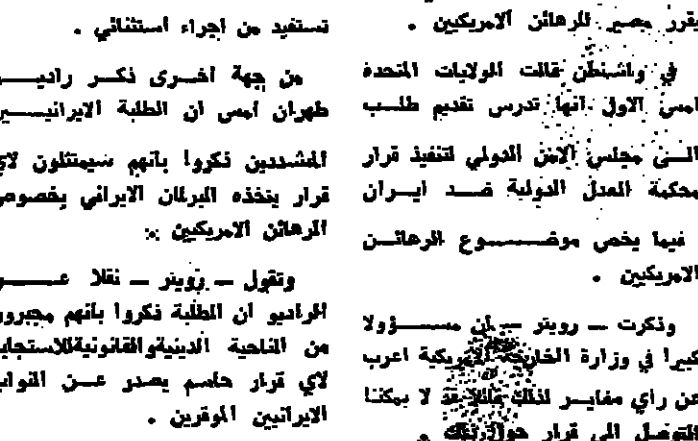 يقرر مصير الرهائن الامريكيين .
في واشنطن قالت الولايات المتحدة
امس الاول انها تدرس تقديم طلب
الى مجلس الامن الدولي لتنفيذ قرار
محكمة العدل الدولية ضد ايران
فيما يخص موضوع الرهائن
الامريكيين .
وذكرت ــ رويتر ــ ان مسؤولا
كبيرا في وزارة الخارجية الامريكية اعرب
عن راي مغاير لذلك لا يمكننا
التوصل الى قرار حول ذلك .
تستفيد من اجراء استثنائي .
من جهة اخرى ذكر راديو
طهران امس ان الطلبة الايرانيين
المتشددين ذكروا بانهم سيمتثلون لاي
قرار يتخذه البرلمان الايراني بخصوص
الرهائن الامريكيين .
وتقول ــ رويتر ــ نقلا عن
الراديو ان الطلبة ذكروا بانهم مجبرون
من الناحية الدينية والقانونية للاستجابة
لاي قرار حاسم يصدر عن النواب
الايرانيين الموقرين .